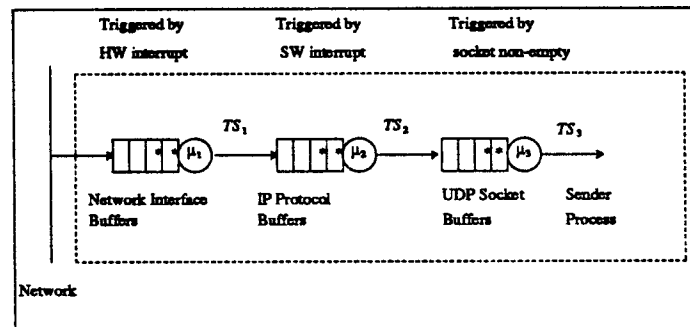 Triggered by
HW interrupt
Triggered by
SW interrupt
Triggered by
socket non-empty
TS1
TS2
TS3
* * μ1
* * μ2
* * μ3
Network Interface
Buffers
IP Protocol
Buffers
UDP Socket
Buffers
Sender
Process
Network